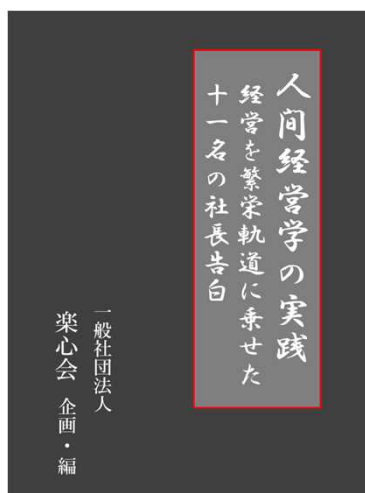 人間経営学の実践
経営を繁栄軌道に乗せた
十一名の社長告白
一般社団法人
楽心会 企画・編